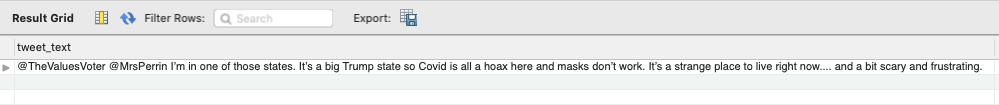 Result Grid Filter Rows: Search Export:
tweet_text
@TheValuesVoter @MrsPerrin I’m in one of those states. It’s a big Trump state so Covid is all a hoax here and masks don’t work. It’s a strange place to live right now.... and a bit scary and frustrating.